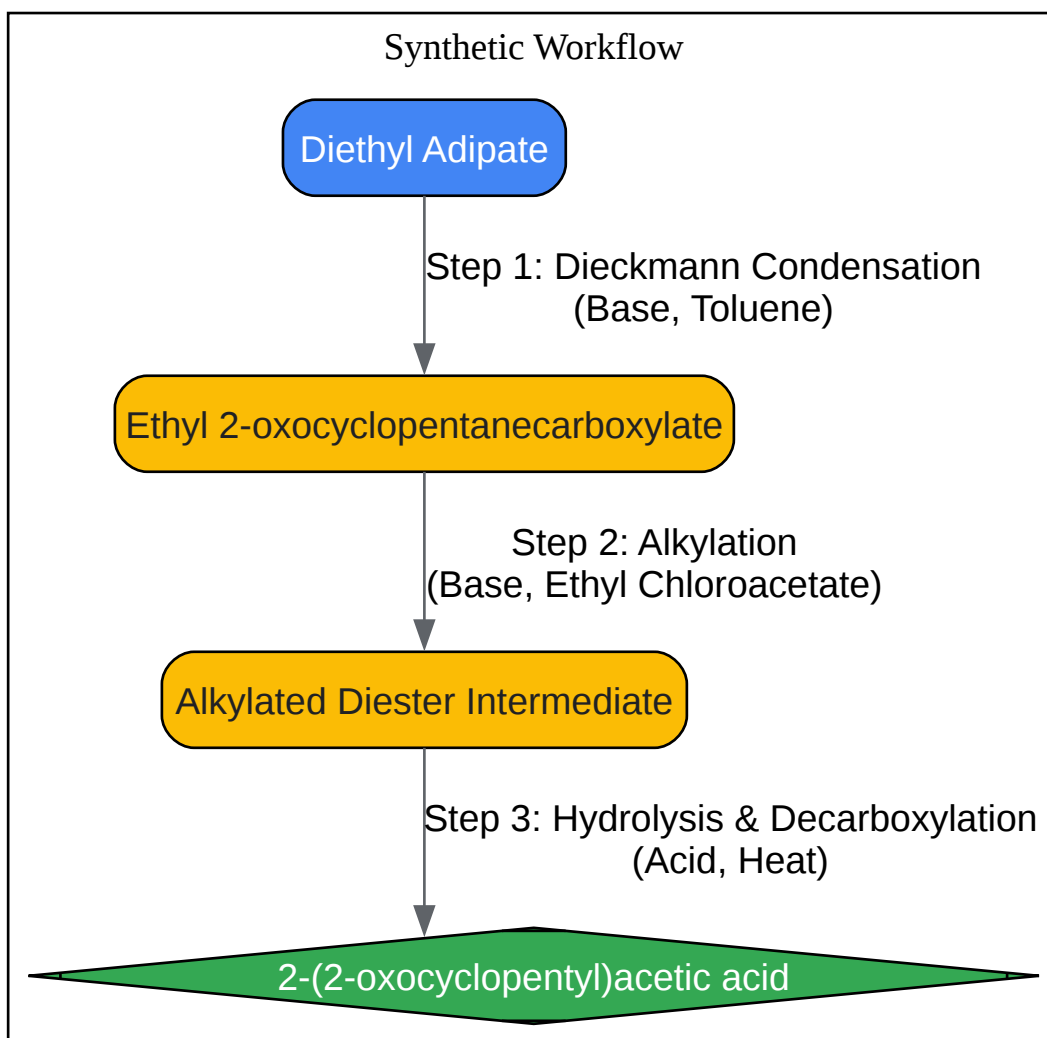 Synthetic Workflow
Diethyl Adipate
Step 1: Dieckmann Condensation
(Base, Toluene)
Ethyl 2-oxocyclopentanecarboxylate
Step 2: Alkylation
(Base, Ethyl Chloroacetate)
Alkylated Diester Intermediate
Step 3: Hydrolysis & Decarboxylation
(Acid, Heat)
2-(2-oxocyclopentyl)acetic acid